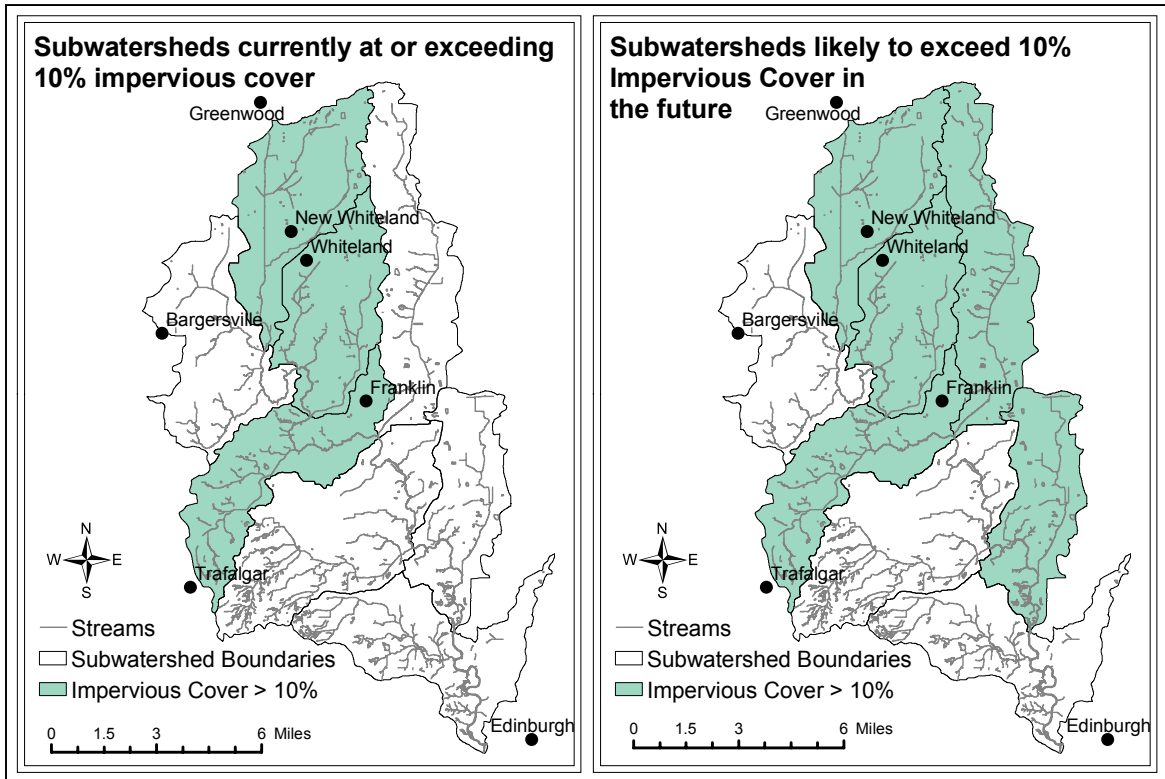 Subwatersheds currently at or exceeding
10% impervious cover
Greenwood
New Whiteland
Whiteland
Bargersville
Franklin
N
W E
S
Trafalgar
Streams
Subwatershed Boundaries
Impervious Cover > 10%
Edinburgh
0 1.5 3 6 Miles
Subwatersheds likely to exceed 10%
Impervious Cover in
the future
Greenwood
New Whiteland
Whiteland
Bargersville
Franklin
N
W E
S
Trafalgar
Streams
Subwatershed Boundaries
Impervious Cover > 10%
Edinburgh
0 1.5 3 6 Miles